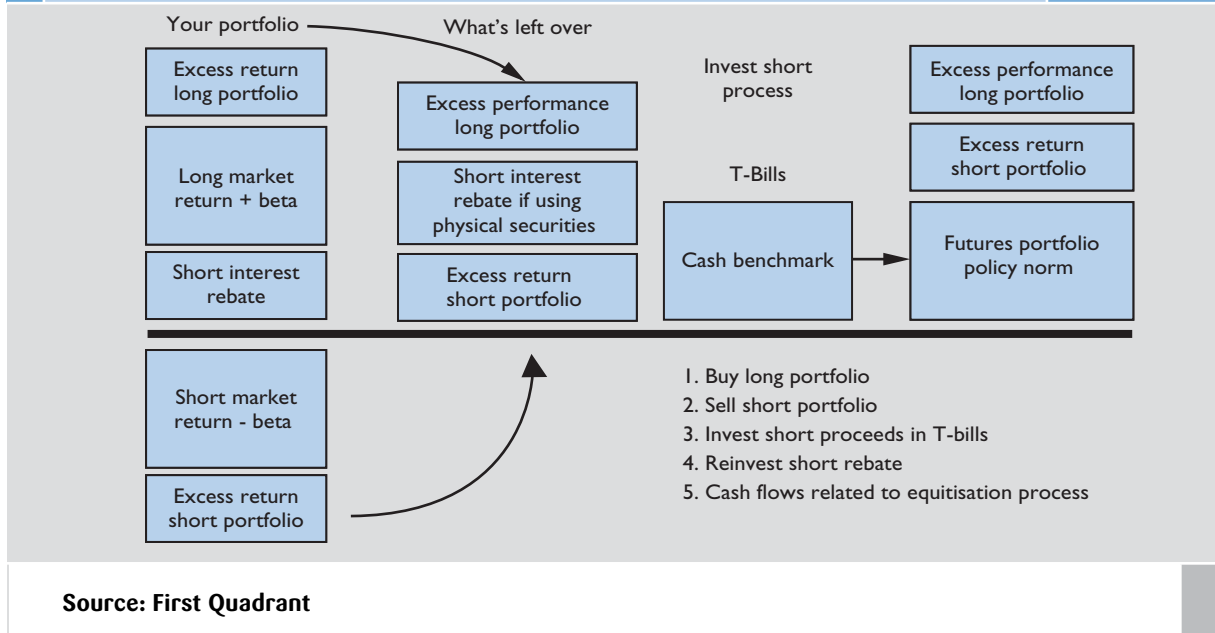 Your portfolio
Excess return
long portfolio
Long market
return + beta
Short interest
rebate
Short market
return - beta
Excess return
short portfolio
What's left over
Excess performance
long portfolio
Short interest
rebate if using
physical securities
Excess return
short portfolio
Invest short
process
T-Bills
Cash benchmark
Excess performance
long portfolio
Excess return
short portfolio
Futures portfolio
policy norm
1. Buy long portfolio
2. Sell short portfolio
3. Invest short proceeds in T-bills
4. Reinvest short rebate
5. Cash flows related to equitisation process
Source: First Quadrant